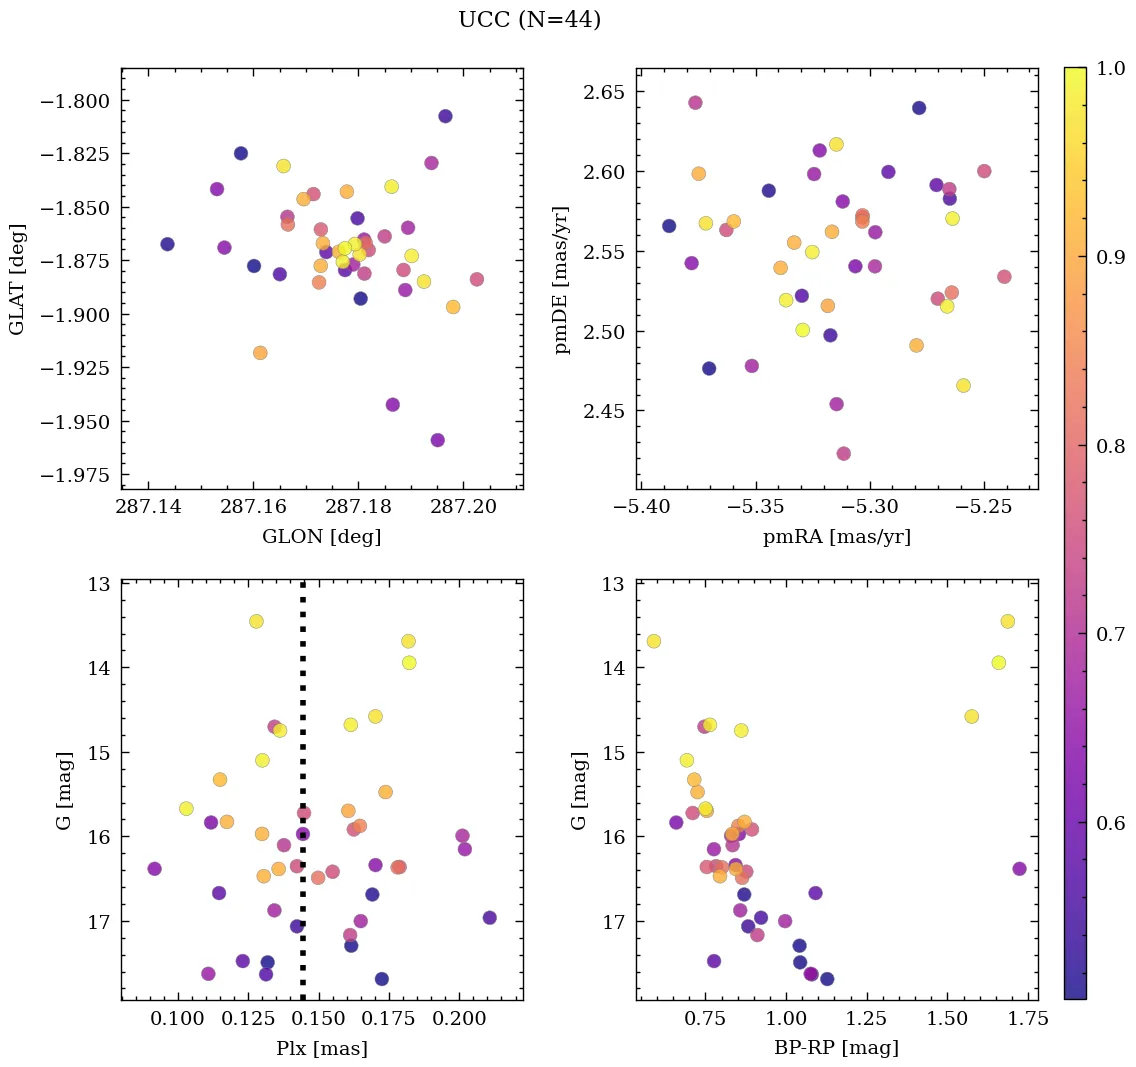 UCC (N=44)
−1.800
−1.825
−1.850
−1.875
−1.900
−1.925
−1.950
−1.975
GLAT [deg]
287.14 287.16 287.18 287.20
GLON [deg]
2.65
2.60
2.55
2.50
2.45
pmDE [mas/yr]
−5.40 −5.35 −5.30 −5.25
pmRA [mas/yr]
1.0
0.9
0.8
0.7
0.6
13
14
15
16
17
G [mag]
0.100 0.125 0.150 0.175 0.200
Plx [mas]
13
14
15
16
17
G [mag]
0.75 1.00 1.25 1.50 1.75
BP-RP [mag]